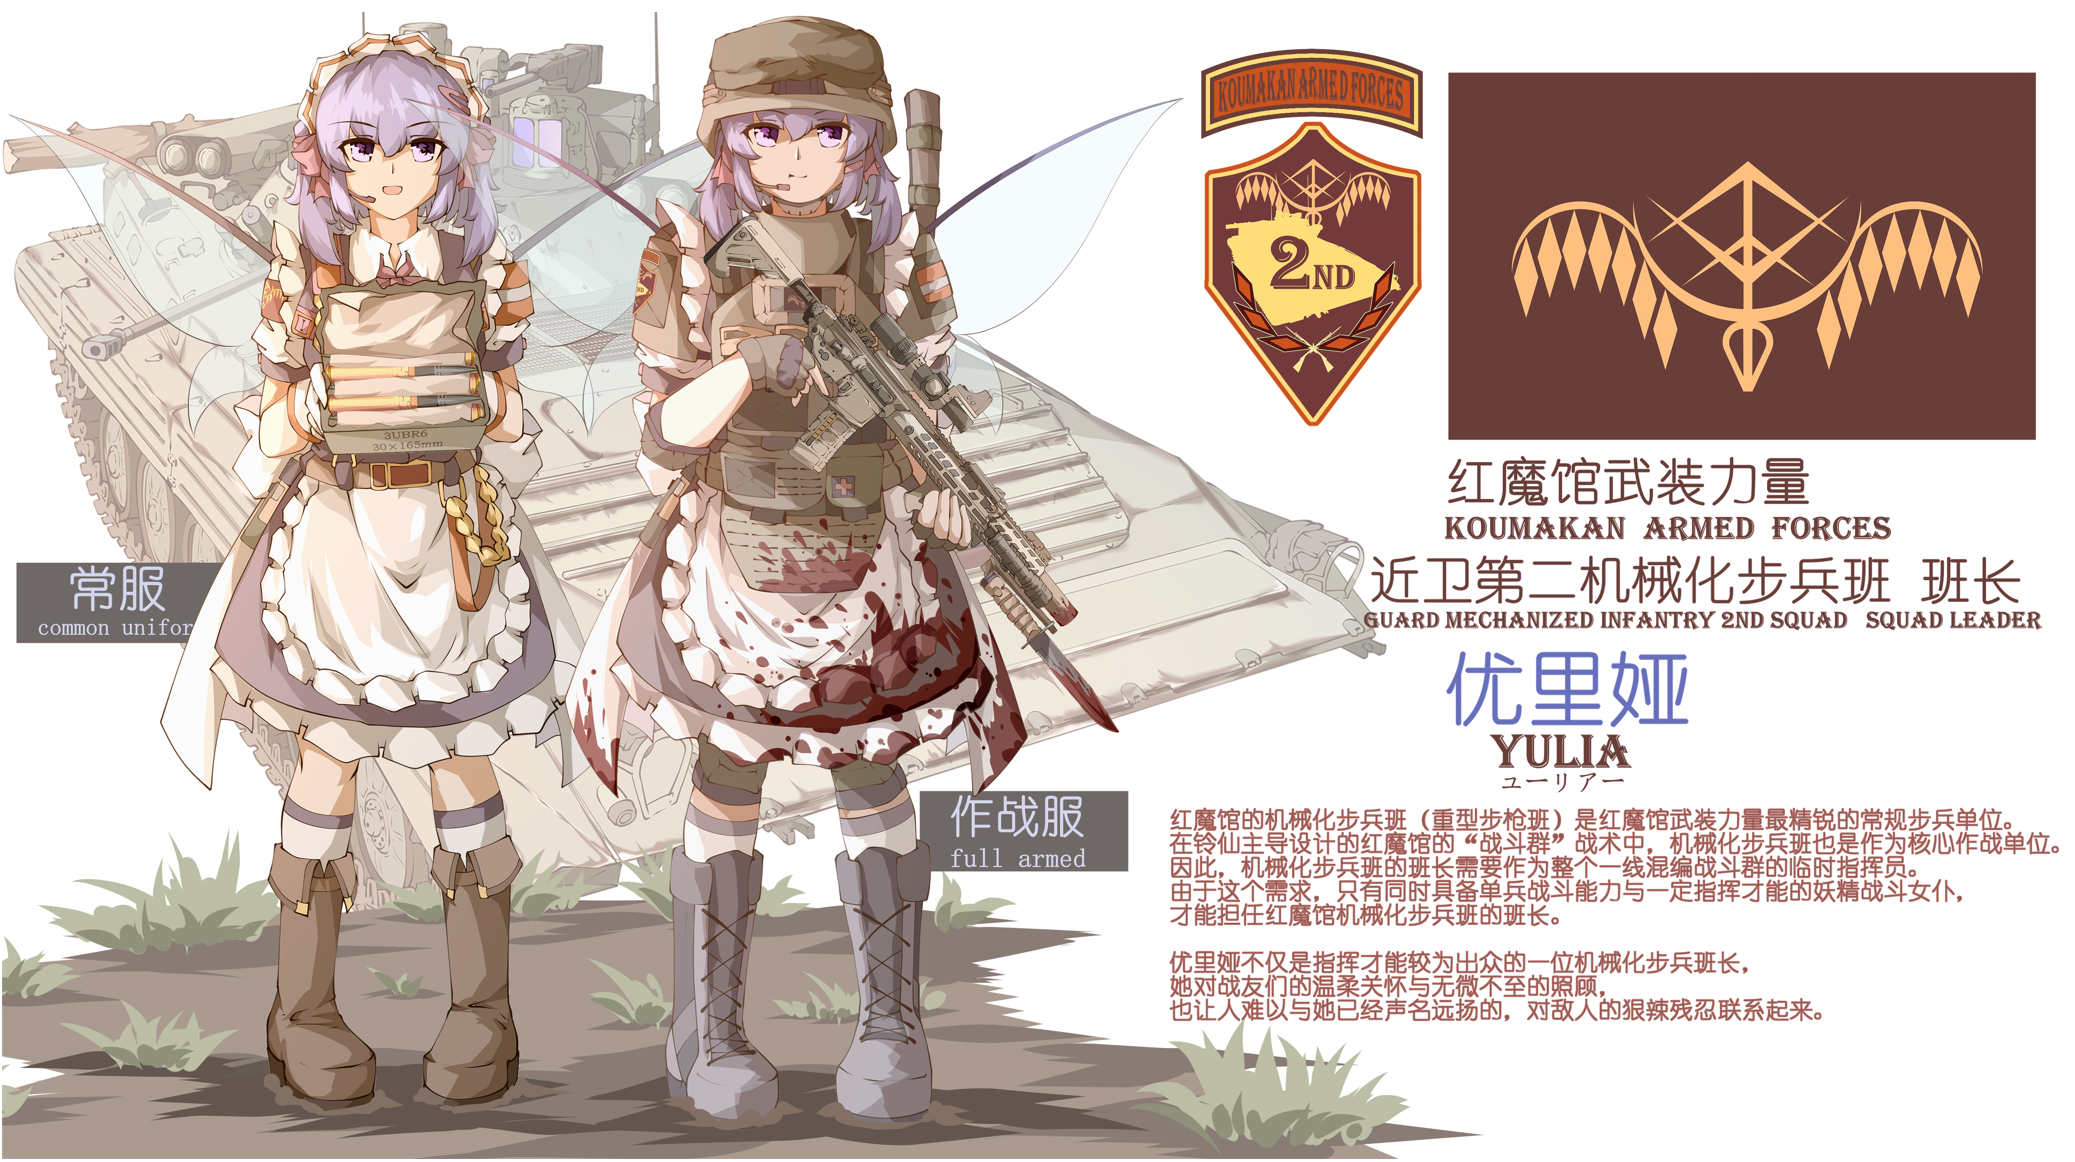 KOUMAKAN ARMED FORCES
2ND
红魔馆武装力量
KOUMAKAN ARMED FORCES
近卫第二机械化步兵班 班长
GUARD MECHANIZED INFANTRY 2ND SQUAD SQUAD LEADER
优里娅
YULIA
ユーリアー
3UBR6
30×165mm
常服
common unifor
作战服
full armed
红魔馆的机械化步兵班（重型步枪班）是红魔馆武装力量最精锐的常规步兵单位。
在铃仙主导设计的红魔馆的“战斗群”战术中，机械化步兵班也是作为核心作战单位。
因此，机械化步兵班的班长需要作为整个一线混编战斗群的临时指挥员。
由于这个需求，只有同时具备单兵战斗能力与一定指挥才能的妖精战斗女仆，
才能担任红魔馆机械化步兵班的班长。
优里娅不仅是指挥才能较为出众的一位机械化步兵班长，
她对战友们的温柔关怀与无微不至的照顾，
也让人难以与她已经声名远扬的，对敌人的狠辣残忍联系起来。